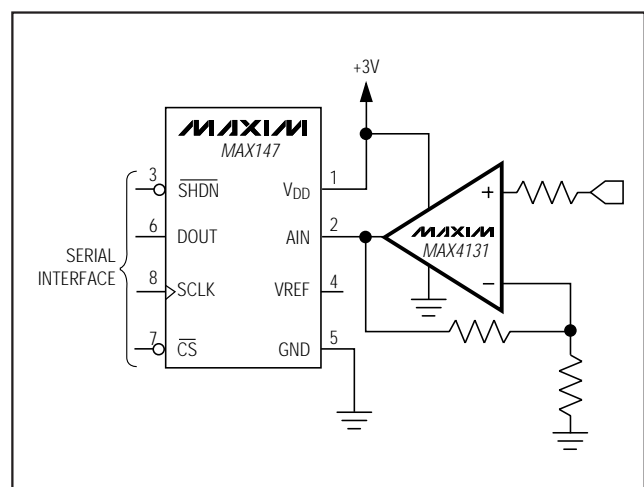 +3V
MAXIM
MAX147
3
SHDN
1
VDD
6
DOUT
2
AIN
+
MAXIM
MAX4131
−
SERIAL
INTERFACE
8
SCLK
VREF
4
7
CS
GND
5